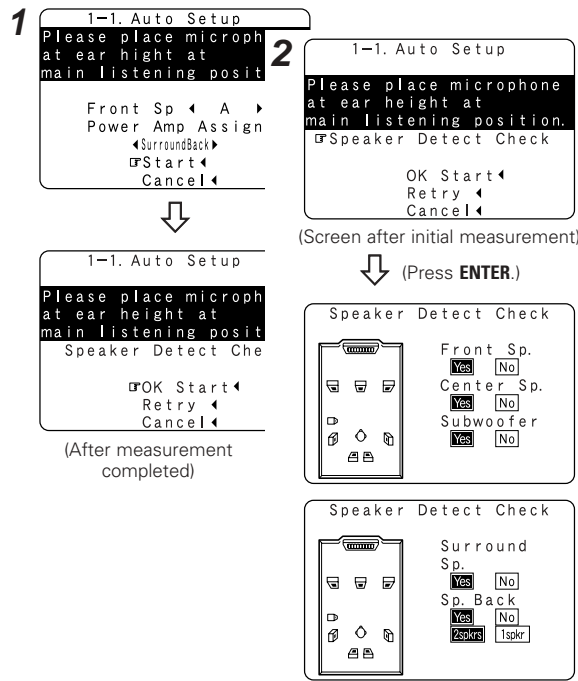 1
1-1. Auto Setup
Please place microph
at ear hight at
main listening posit
Front Sp ◂ A ▸
Power Amp Assign
◂SurroundBack▸
☞Start◂
Cancel◂
1-1. Auto Setup
Please place microph
at ear height at
main listening posit
Speaker Detect Che
☞OK Start◂
Retry ◂
Cancel◂
(After measurement
completed)
2
1-1. Auto Setup
Please place microphone
at ear height at
main listening position.
☞Speaker Detect Check
OK Start◂
Retry ◂
Cancel◂
(Screen after initial measurement)
(Press ENTER.)
Speaker Detect Check
Front Sp.
Yes No
Center Sp.
Yes No
Subwoofer
Yes No
Speaker Detect Check
Surround
Sp.
Yes No
Sp. Back
Yes No
2spkrs 1spkr